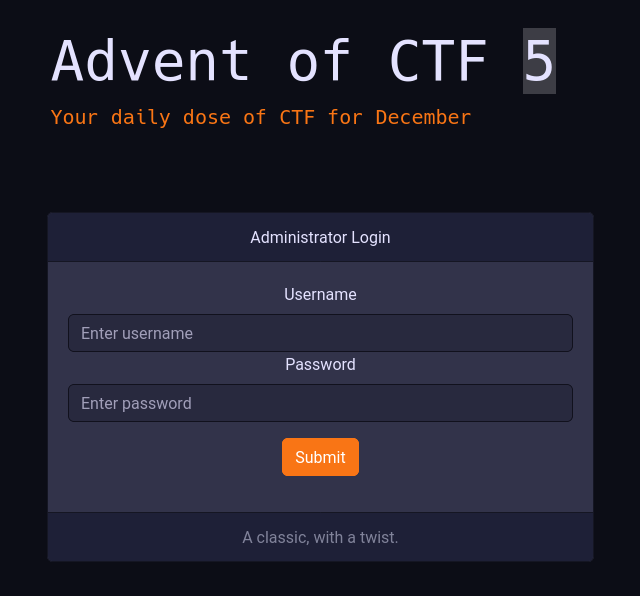 Advent of CTF 5
Your daily dose of CTF for December
Administrator Login
Username
Enter username
Password
Enter password
Submit
A classic, with a twist.